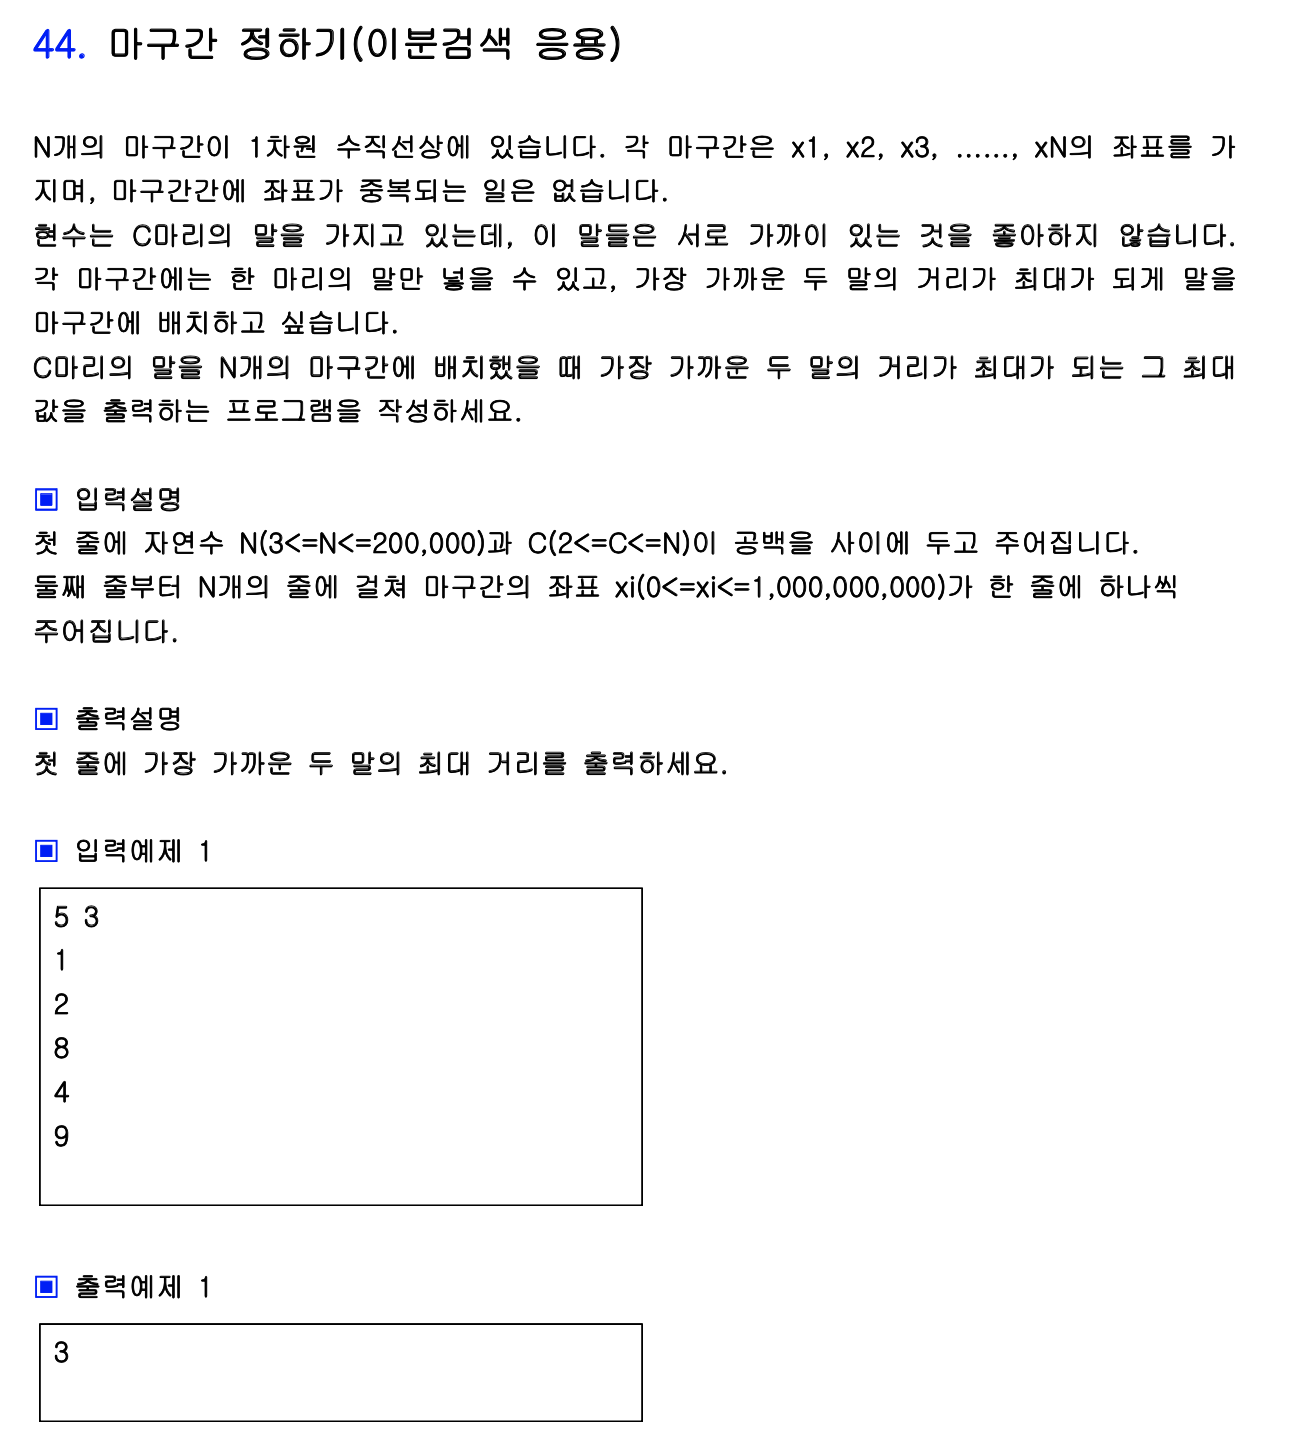 44. 마구간 정하기(이분검색 응용)
N개의 마구간이 1차원 수직선상에 있습니다. 각 마구간은 x1, x2, x3, ......, xN의 좌표를 가
지며, 마구간간에 좌표가 중복되는 일은 없습니다.
현수는 C마리의 말을 가지고 있는데, 이 말들은 서로 가까이 있는 것을 좋아하지 않습니다.
각 마구간에는 한 마리의 말만 넣을 수 있고, 가장 가까운 두 말의 거리가 최대가 되게 말을
마구간에 배치하고 싶습니다.
C마리의 말을 N개의 마구간에 배치했을 때 가장 가까운 두 말의 거리가 최대가 되는 그 최대
값을 출력하는 프로그램을 작성하세요.
▣ 입력설명
첫 줄에 자연수 N(3<=N<=200,000)과 C(2<=C<=N)이 공백을 사이에 두고 주어집니다.
둘째 줄부터 N개의 줄에 걸쳐 마구간의 좌표 xi(0<=xi<=1,000,000,000)가 한 줄에 하나씩
주어집니다.
▣ 출력설명
첫 줄에 가장 가까운 두 말의 최대 거리를 출력하세요.
▣ 입력예제 1
5 3
1
2
8
4
9
▣ 출력예제 1
3